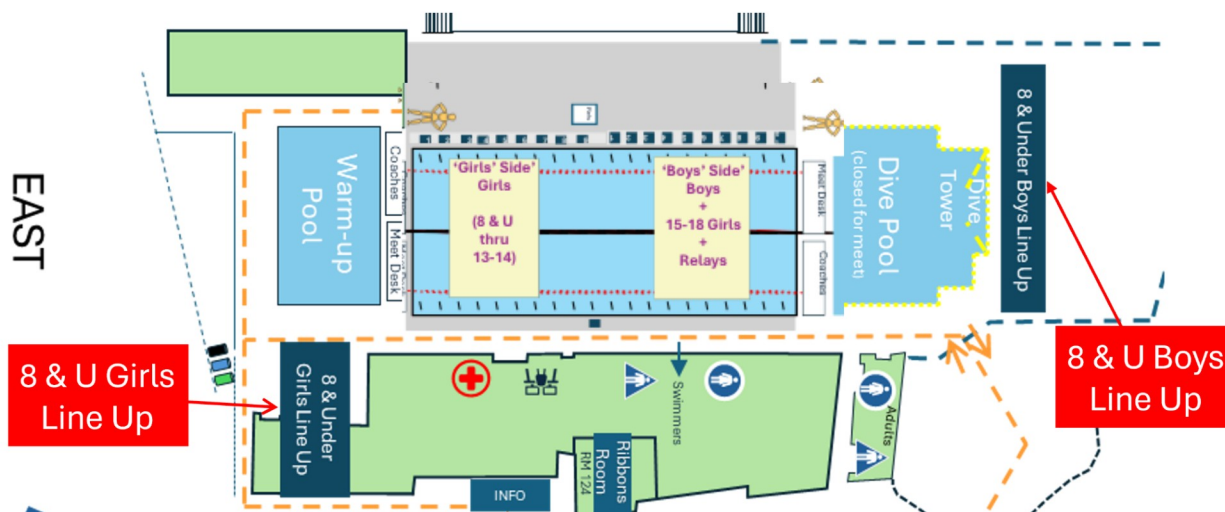 EAST
Warm-up
Pool
Coaches
Meet Desk
'Girls' Side'
Girls
(8 & U
thru
13-14)
'Boys' Side'
Boys
+
15-18 Girls
+
Relays
Meet Desk
Coaches
Dive Pool
(closed for meet)
Dive
Tower
8 & Under Boys Line Up
8 & U Girls
Line Up
8 & Under
Girls Line Up
Swimmers
Adults
8 & U Boys
Line Up
Ribbons
Room
RM 124
INFO